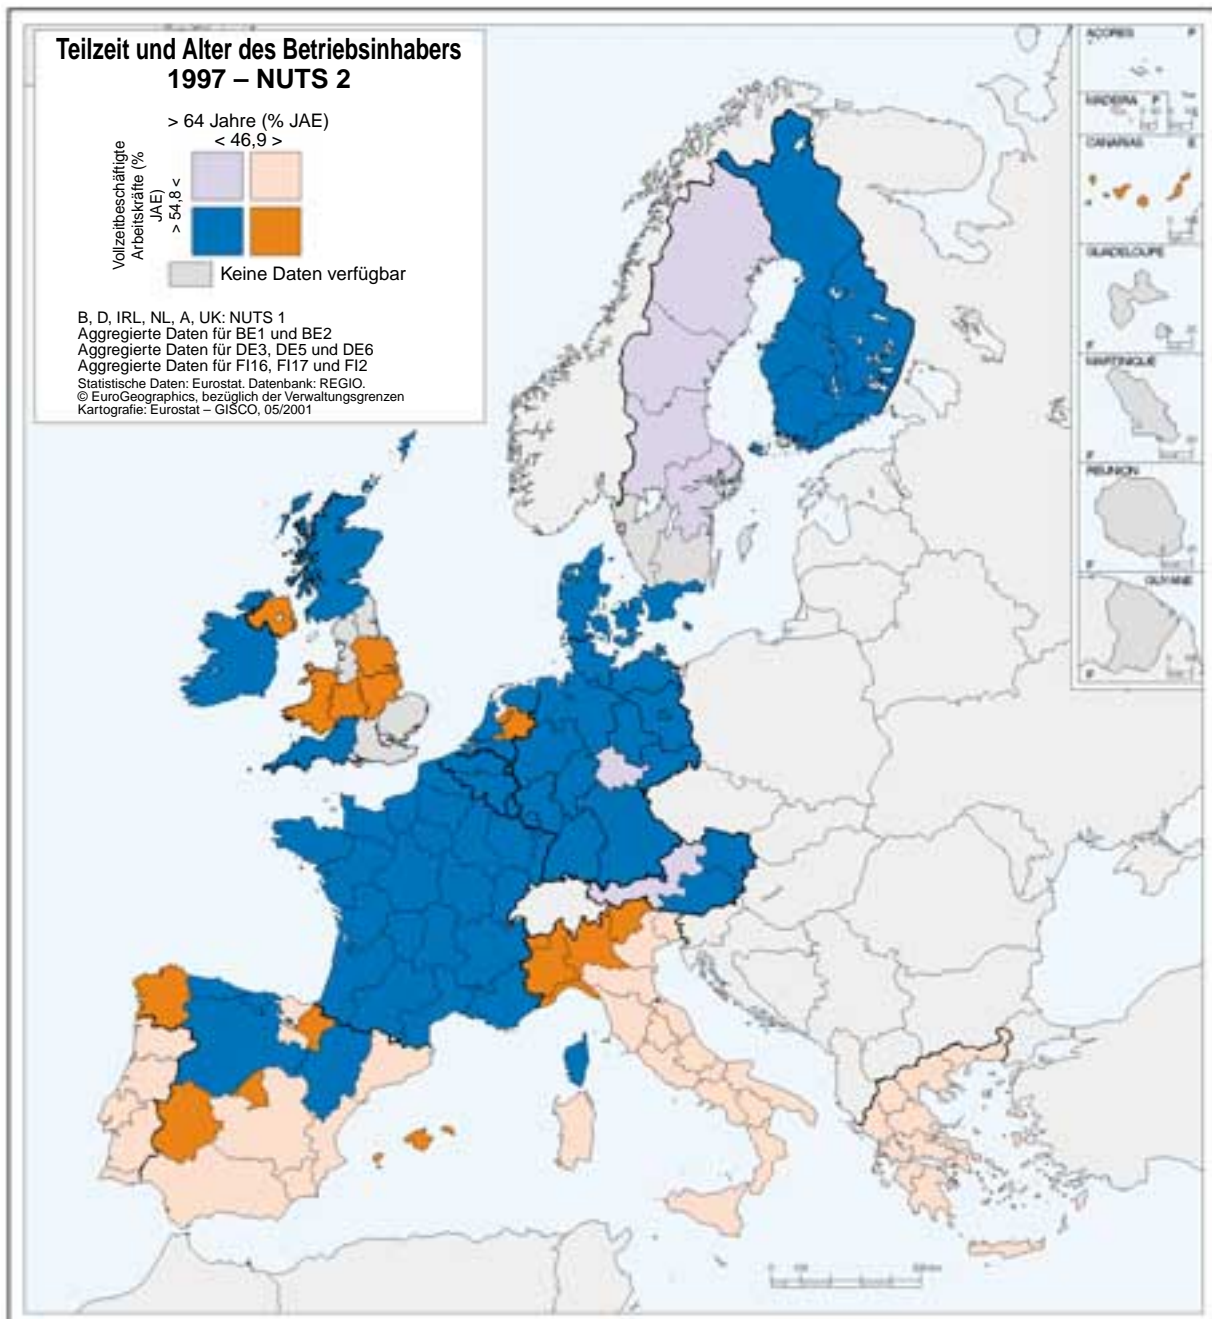 Teilzeit und Alter des Betriebsinhabers
1997 – NUTS 2
> 64 Jahre (% JAE)
< 46,9 >
Vollzeitbeschäftigte
Arbeitskräfte (%
JAE)
> 54,8 <
Keine Daten verfügbar
B, D, IRL, NL, A, UK: NUTS 1
Aggregierte Daten für BE1 und BE2
Aggregierte Daten für DE3, DE5 und DE6
Aggregierte Daten für FI16, FI17 und FI2
Statistische Daten: Eurostat. Datenbank: REGIO.
© EuroGeographics, bezüglich der Verwaltungsgrenzen
Kartografie: Eurostat – GISCO, 05/2001
AÇORES P
MADEIRA P
CANARIAS E
GUADELOUPE
F
MARTINIQUE
F
REUNION
F
GUYANE
F